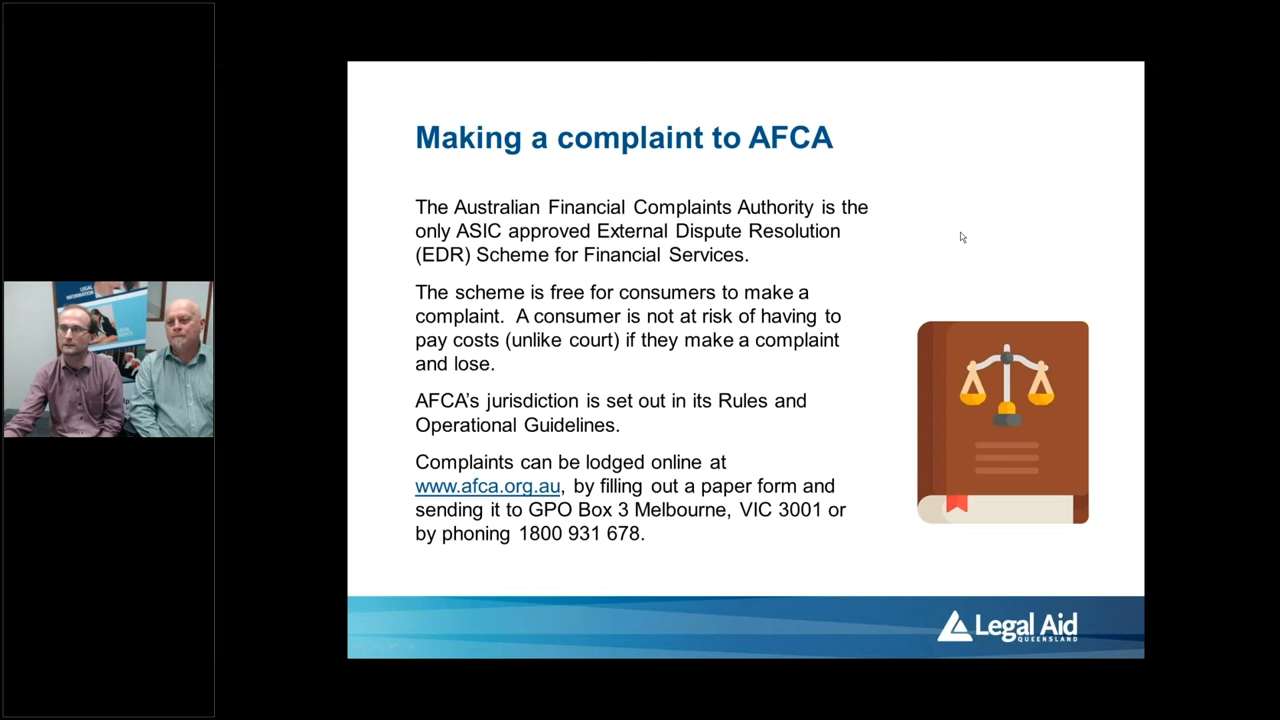 Making a complaint to AFCA
The Australian Financial Complaints Authority is the
only ASIC approved External Dispute Resolution
(EDR) Scheme for Financial Services.
The scheme is free for consumers to make a
complaint.  A consumer is not at risk of having to
pay costs (unlike court) if they make a complaint
and lose.
AFCA’s jurisdiction is set out in its Rules and
Operational Guidelines.
Complaints can be lodged online at
www.afca.org.au, by filling out a paper form and
sending it to GPO Box 3 Melbourne, VIC 3001 or
by phoning 1800 931 678.
Legal Aid
QUEENSLAND
LEGAL
INFORMATION